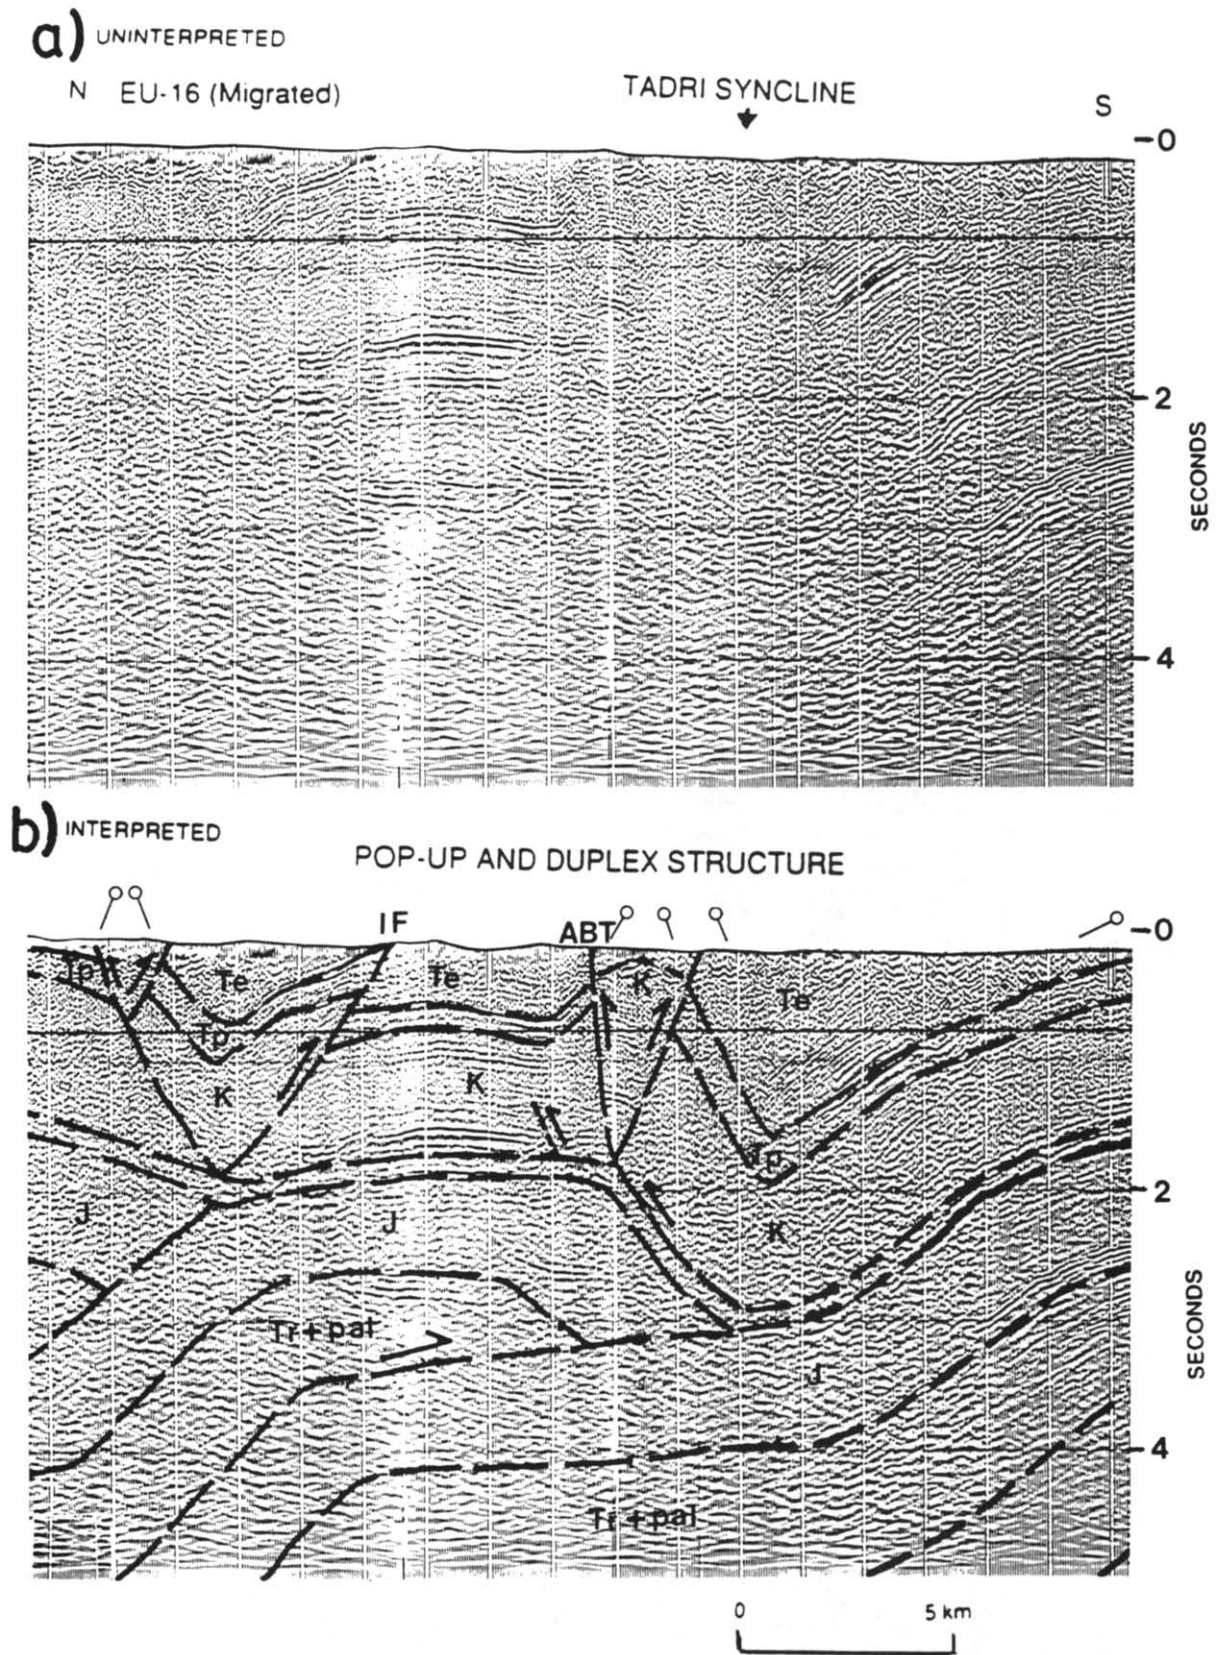 a) UNINTERPRETED
N EU-16 (Migrated)
TADRI SYNCLINE
S
0
2
SECONDS
4
b) INTERPRETED
POP-UP AND DUPLEX STRUCTURE
IF
ABT
0
Tp
Te
Te
K
Te
Tp
K
K
Tp
2
J
J
K
SECONDS
Tr+pal
J
4
Tr+pal
0 5 km